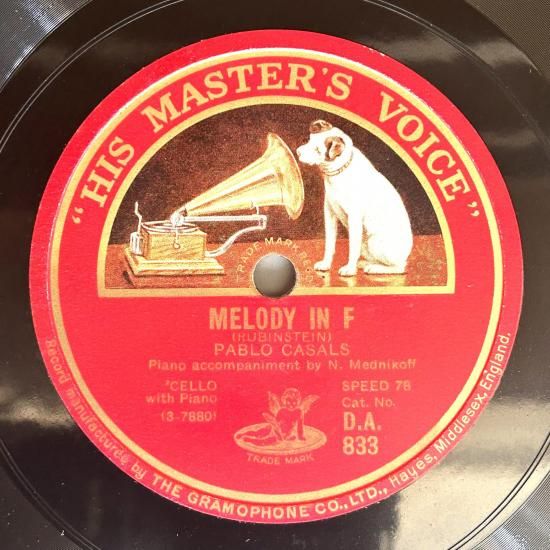 "HIS MASTER'S VOICE"
TRADE MARK
MELODY IN F
(RUBINSTEIN)
PABLO CASALS
Piano accompaniment by N. Mednikoff
'CELLO
with Piano
(3-7880)
SPEED 78
Cat. No.
D.A.
833
TRADE MARK
Record manufactured by THE GRAMOPHONE CO., LTD., Hayes, Middlesex, England.